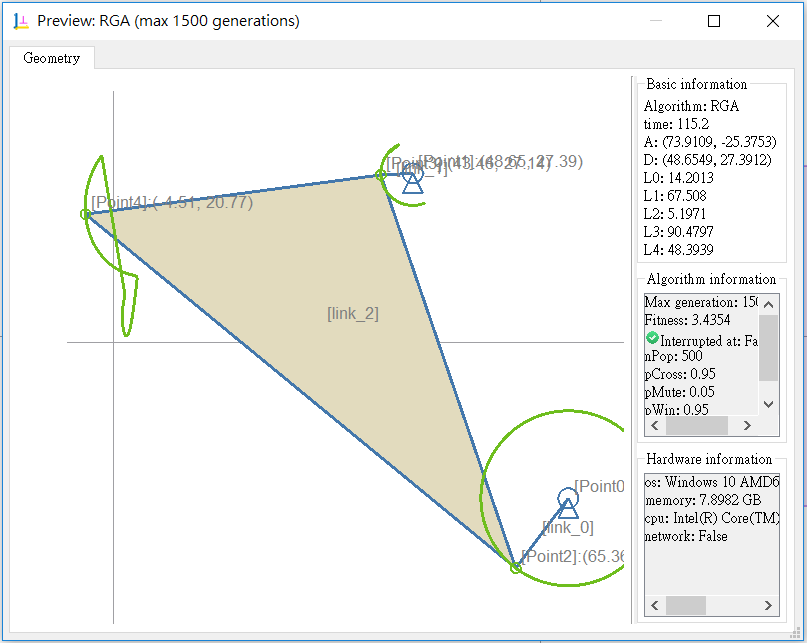 Preview: RGA (max 1500 generations)
Geometry
[Point1]:(48.65, 27.39)
[Point3]:(43.46, 27.14)
[Point4]:(-4.51, 20.77)
[link_2]
[Point0
[link_0]
[Point2]:(65.36
Basic information
Algorithm: RGA
time: 115.2
A: (73.9109, -25.3753)
D: (48.6549, 27.3912)
L0: 14.2013
L1: 67.508
L2: 5.1971
L3: 90.4797
L4: 48.3939
Algorithm information
Max generation: 150
Fitness: 3.4354
Interrupted at: Fa
nPop: 500
pCross: 0.95
pMute: 0.05
pWin: 0.95
Hardware information
os: Windows 10 AMD6
memory: 7.8982 GB
cpu: Intel(R) Core(TM)
network: False